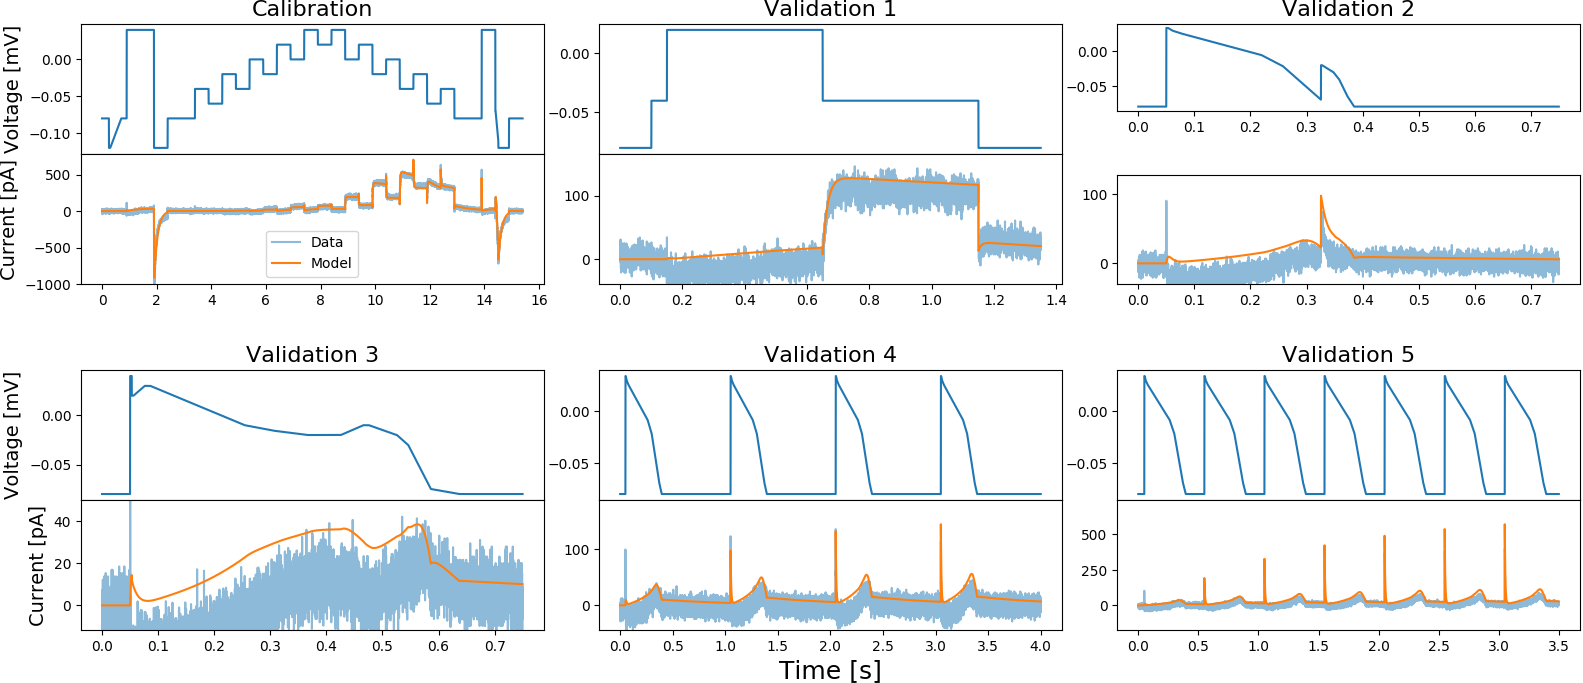 Calibration
Validation 1
Validation 2
Voltage [mV]
0.00
−0.05
−0.10
0.00
−0.05
0.00
−0.05
0.0 0.1 0.2 0.3 0.4 0.5 0.6 0.7
Current [pA]
500
0
−500
−1000
Data
Model
0 2 4 6 8 10 12 14 16
100
0
0.0 0.2 0.4 0.6 0.8 1.0 1.2 1.4
100
0
0.0 0.1 0.2 0.3 0.4 0.5 0.6 0.7
Validation 3
Validation 4
Validation 5
Voltage [mV]
0.00
−0.05
0.00
−0.05
0.00
−0.05
Current [pA]
40
20
0
0.0 0.1 0.2 0.3 0.4 0.5 0.6 0.7
100
0
0.0 0.5 1.0 1.5 2.0 2.5 3.0 3.5 4.0
500
250
0
0.0 0.5 1.0 1.5 2.0 2.5 3.0 3.5
Time [s]